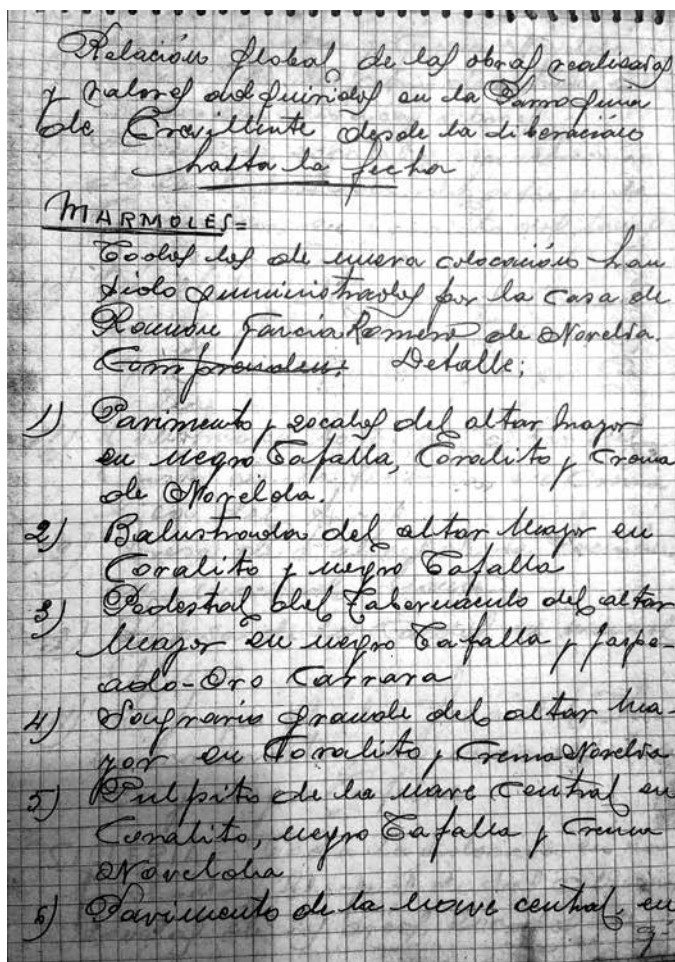 Relación global de las obras realisadas
y valores adquiridos en la Parroquia
de Crevillente desde la liberación
hasta la fecha
MARMOLES=
Todos los de nueva colocación han
sido suministrados por la casa de
Ramón García Romero de Novelda.
Comprenden: Detalle;
1) Pavimento y zocalos del altar mayor
en negro Tafalla, Coralito y Crema
de Novelda.
2) Balustrada del altar Mayor en
Coralito y negro Tafalla
3) Pedestal del Tabernáculo del altar
Mayor en negro Tafalla y jaspe-
ado-Oro Carrara
4) Sagrario grande del altar ma-
yor en Coralito y Crema Novelda
5) Pulpito de la nave central en
Coralito, negro Tafalla y Crema
Novelda
6) Pavimento de la nave central, en